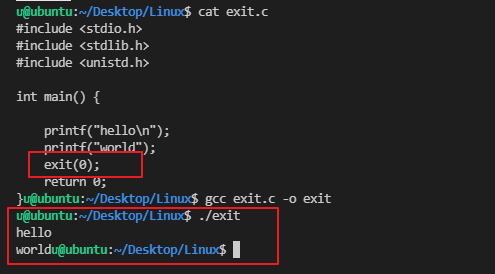 u@ubuntu:~/Desktop/Linux$ cat exit.c
#include <stdio.h>
#include <stdlib.h>
#include <unistd.h>
int main() {
printf("hello\n");
printf("world");
exit(0);
return 0;
}u@ubuntu:~/Desktop/Linux$ gcc exit.c -o exit
u@ubuntu:~/Desktop/Linux$ ./exit
hello
worldu@ubuntu:~/Desktop/Linux$